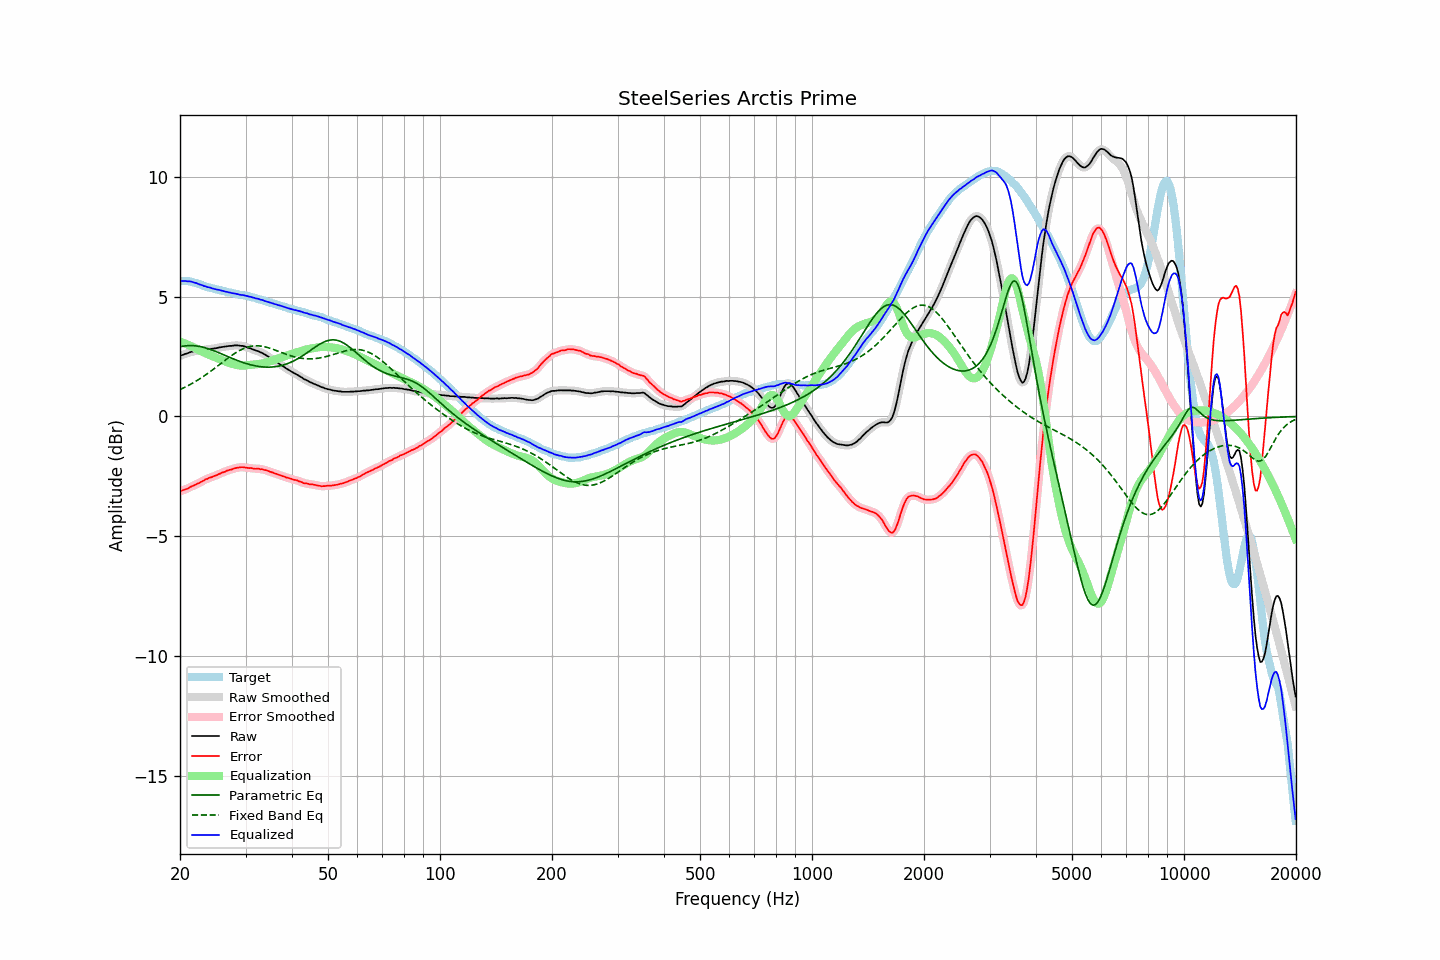 SteelSeries Arctis Prime
Amplitude (dBr)
10
5
0
−5
−10
−15
Target
Raw Smoothed
Error Smoothed
Raw
Error
Equalization
Parametric Eq
Fixed Band Eq
Equalized
20 50 100 200 500 1000 2000 5000 10000 20000
Frequency (Hz)